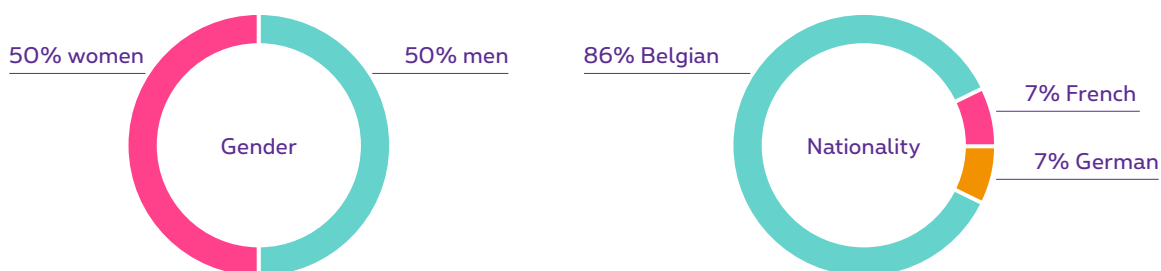 50% women
50% men
Gender
86% Belgian
7% French
Nationality
7% German